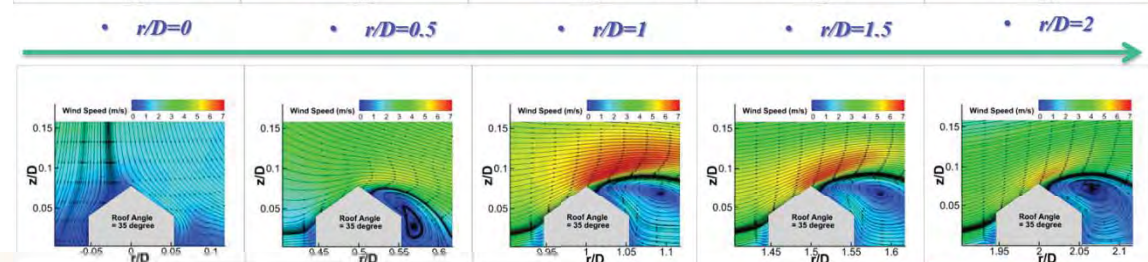 • r/D=0 • r/D=0.5 • r/D=1 • r/D=1.5 • r/D=2
Wind Speed (m/s) 0 1 2 3 4 5 6 7
0.15
0.1
z/D
0.05
Roof Angle
= 35 degree
-0.05 0 0.05 0.1
r/D
Wind Speed (m/s) 0 1 2 3 4 5 6 7
0.15
0.1
z/D
0.05
Roof Angle
= 35 degree
0.45 0.5 0.55 0.6
r/D
Wind Speed (m/s) 0 1 2 3 4 5 6 7
0.15
0.1
z/D
0.05
Roof Angle
= 35 degree
0.95 1 1.05 1.1
r/D
Wind Speed (m/s) 0 1 2 3 4 5 6 7
0.15
0.1
z/D
0.05
Roof Angle
= 35 degree
1.45 1.5 1.55 1.6
r/D
Wind Speed (m/s) 0 1 2 3 4 5 6 7
0.15
0.1
z/D
0.05
Roof Angle
= 35 degree
1.95 2 2.05 2.1
r/D